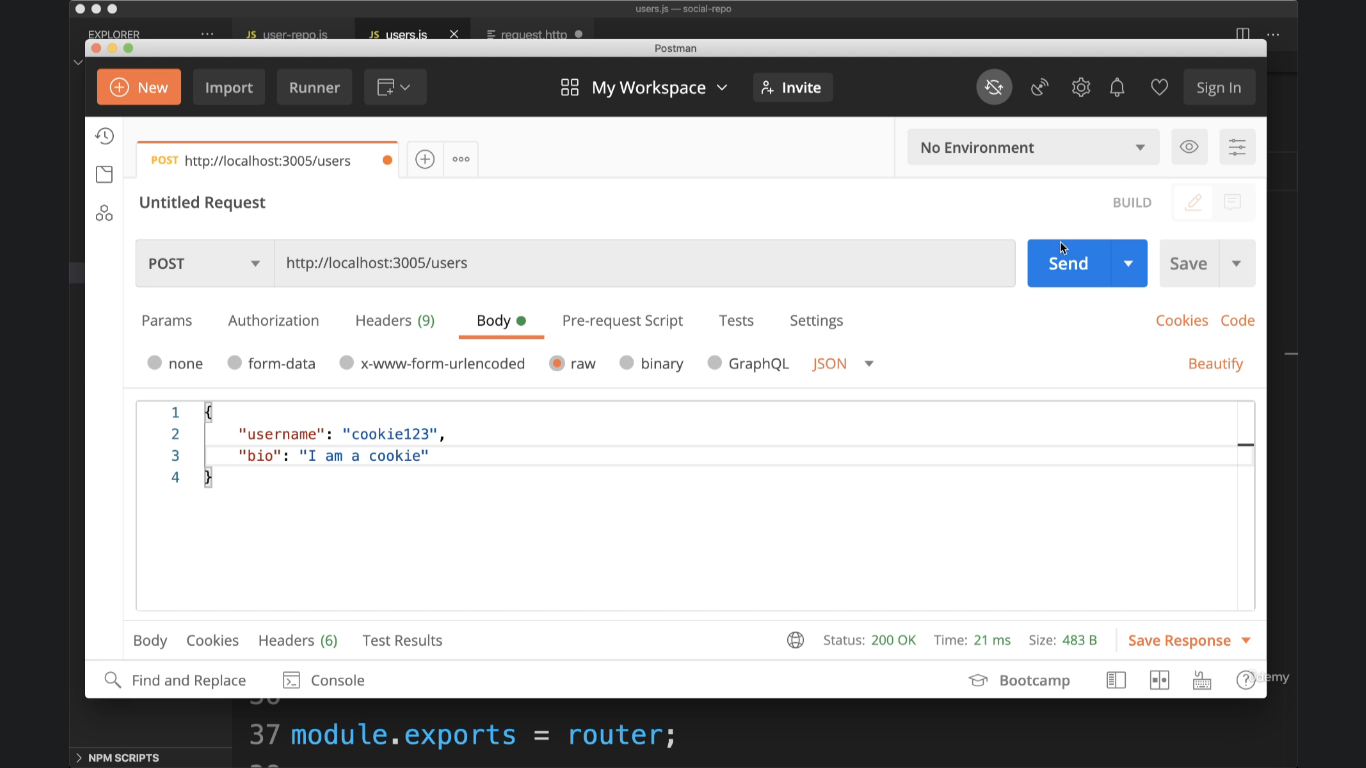 users.js — social-repo
EXPLORER
JS user-repo.js
JS users.js
request.http
Postman
New
Import
Runner
My Workspace
Invite
Sign In
POST http://localhost:3005/users
No Environment
Untitled Request
BUILD
POST
http://localhost:3005/users
Send
Save
Params
Authorization
Headers (9)
Body
Pre-request Script
Tests
Settings
Cookies
Code
none
form-data
x-www-form-urlencoded
raw
binary
GraphQL
JSON
Beautify
1 {
2 "username": "cookie123",
3 "bio": "I am a cookie"
4 }
Body
Cookies
Headers (6)
Test Results
Status: 200 OK
Time: 21 ms
Size: 483 B
Save Response
Find and Replace
Console
Bootcamp
37 module.exports = router;
NPM SCRIPTS